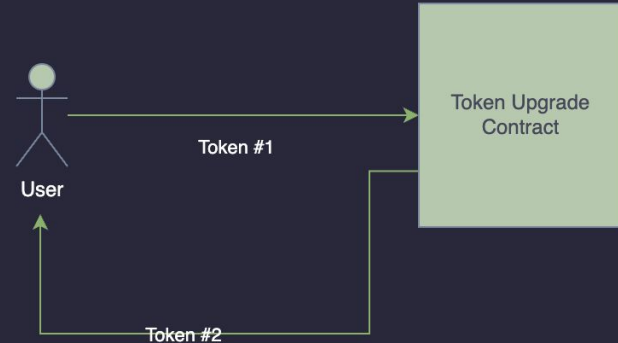 Token Upgrade
Contract
Token #1
User
Token #2